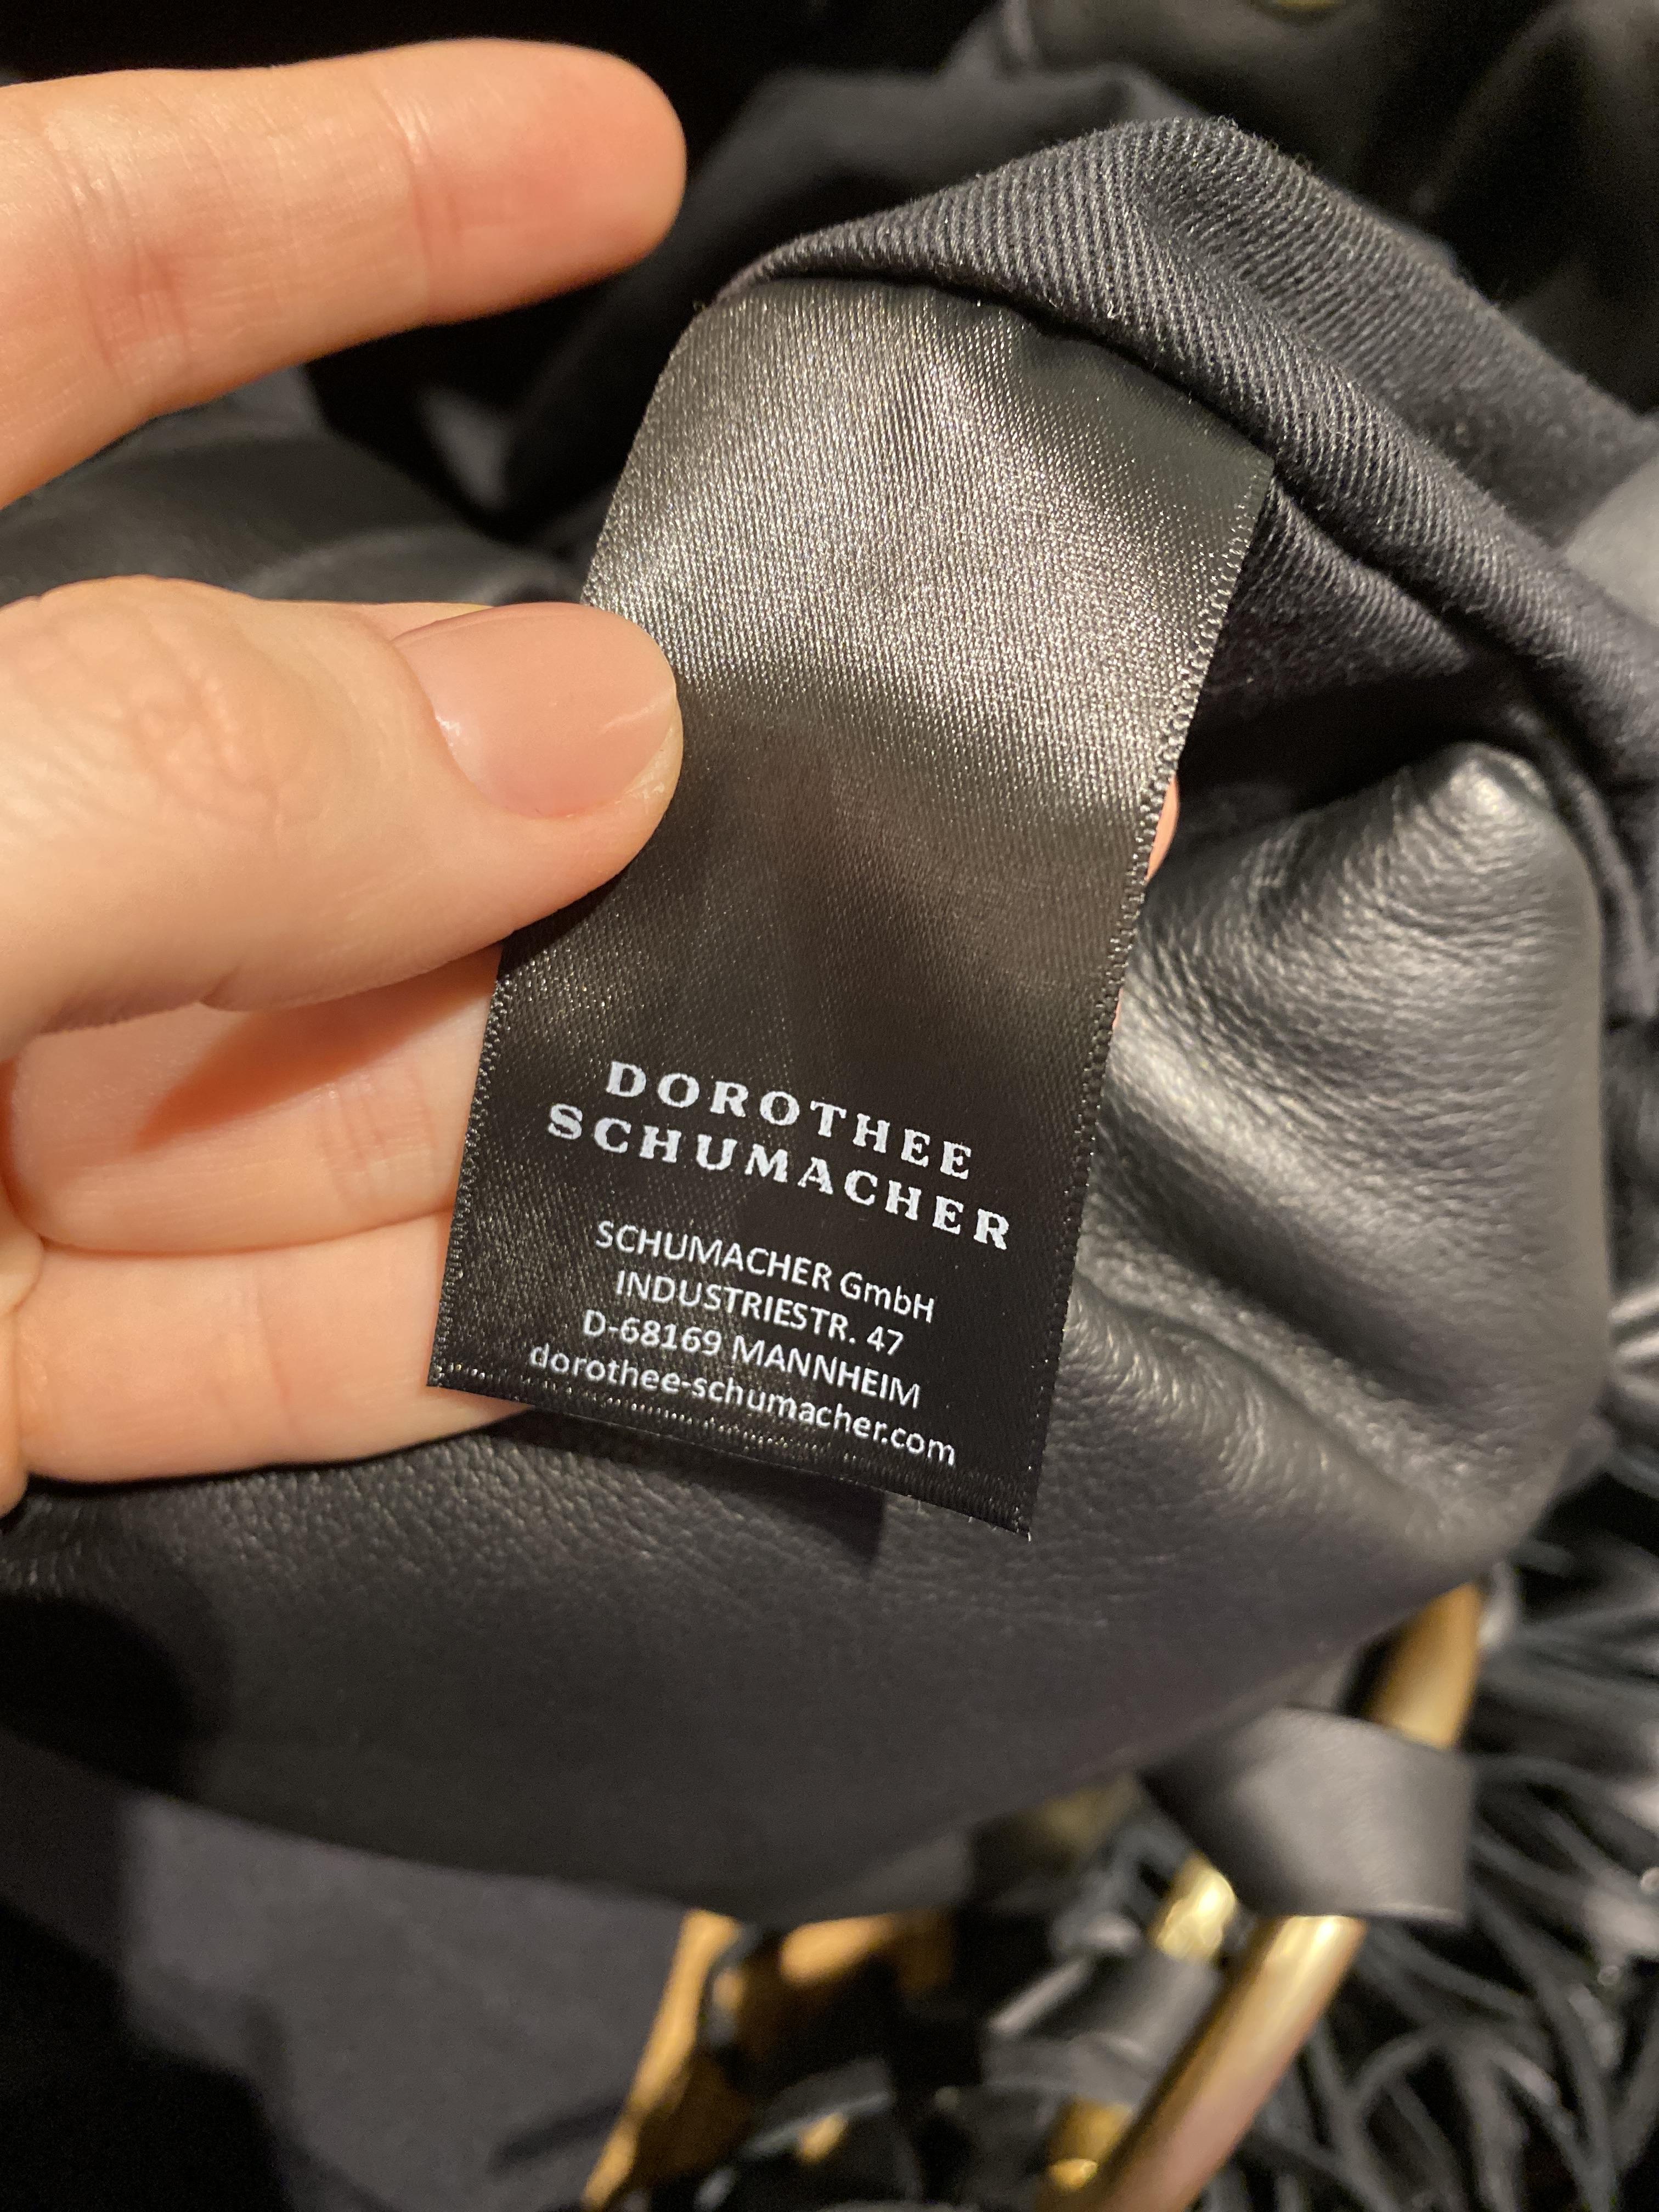 DOROTHEE
SCHUMACHER
SCHUMACHER GmbH
INDUSTRIESTR. 47
D-68169 MANNHEIM
dorothee-schumacher.com